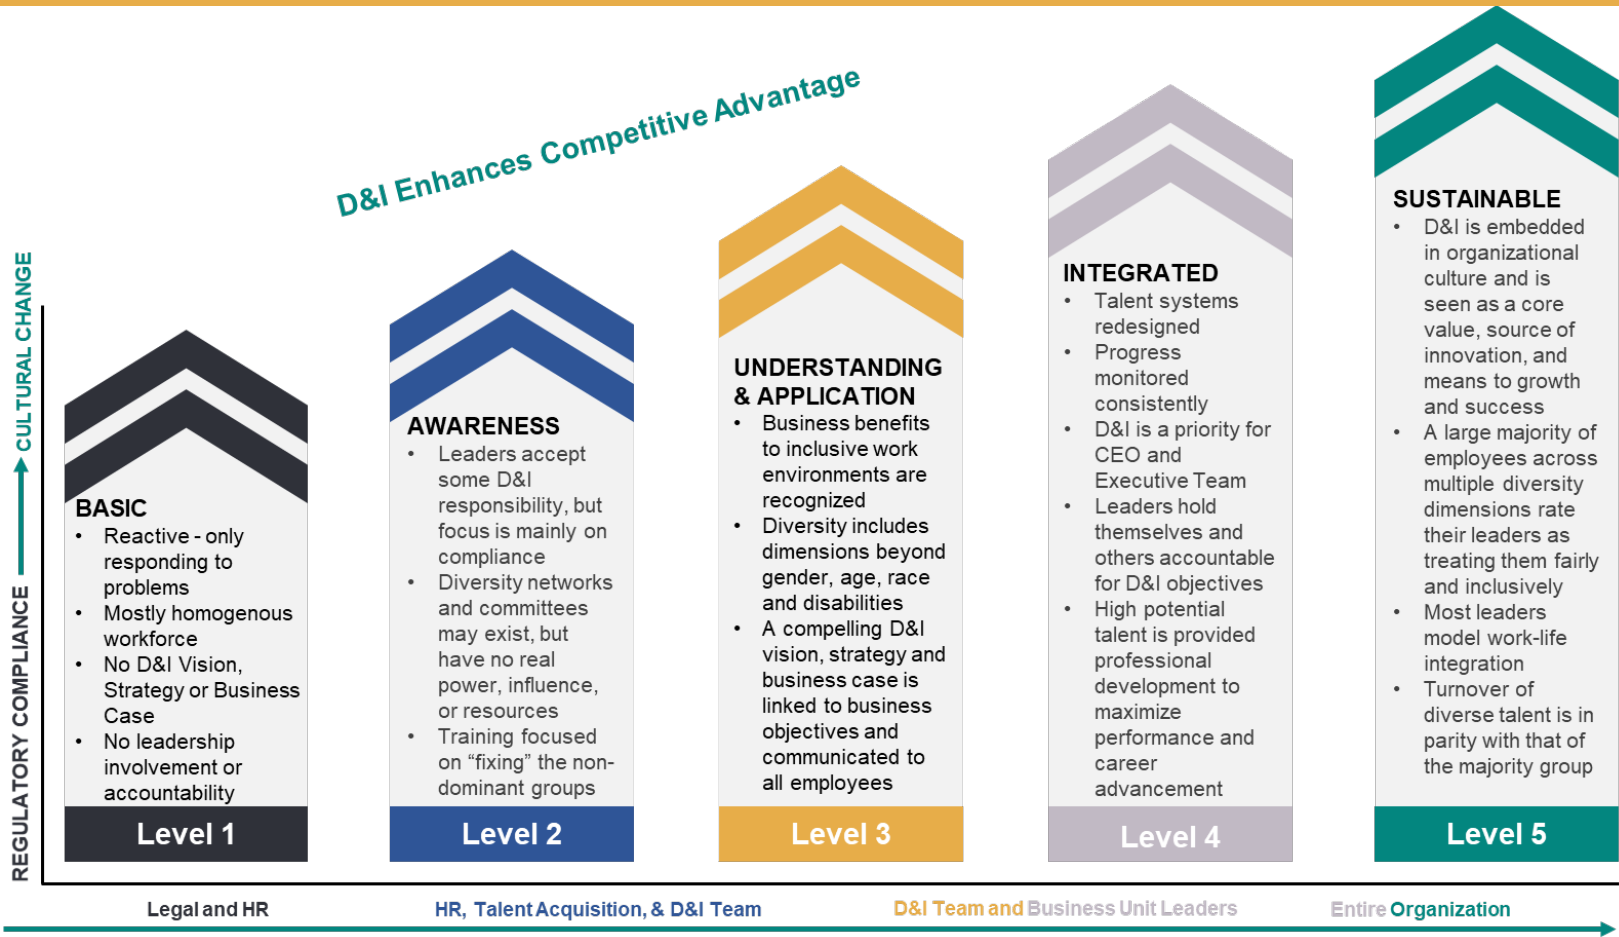 D&I Enhances Competitive Advantage
REGULATORY COMPLIANCE
CULTURAL CHANGE
BASIC
• Reactive - only
responding to
problems
• Mostly homogenous
workforce
• No D&I Vision,
Strategy or Business
Case
• No leadership
involvement or
accountability
Level 1
AWARENESS
• Leaders accept
some D&I
responsibility, but
focus is mainly on
compliance
• Diversity networks
and committees
may exist, but
have no real
power, influence,
or resources
• Training focused
on “fixing” the non-
dominant groups
Level 2
UNDERSTANDING
& APPLICATION
• Business benefits
to inclusive work
environments are
recognized
• Diversity includes
dimensions beyond
gender, age, race
and disabilities
• A compelling D&I
vision, strategy and
business case is
linked to business
objectives and
communicated to
all employees
Level 3
INTEGRATED
• Talent systems
redesigned
• Progress
monitored
consistently
• D&I is a priority for
CEO and
Executive Team
• Leaders hold
themselves and
others accountable
for D&I objectives
• High potential
talent is provided
professional
development to
maximize
performance and
career
advancement
Level 4
SUSTAINABLE
• D&I is embedded
in organizational
culture and is
seen as a core
value, source of
innovation, and
means to growth
and success
• A large majority of
employees across
multiple diversity
dimensions rate
their leaders as
treating them fairly
and inclusively
• Most leaders
model work-life
integration
• Turnover of
diverse talent is in
parity with that of
the majority group
Level 5
Legal and HR
HR, Talent Acquisition, & D&I Team
D&I Team and Business Unit Leaders
Entire Organization